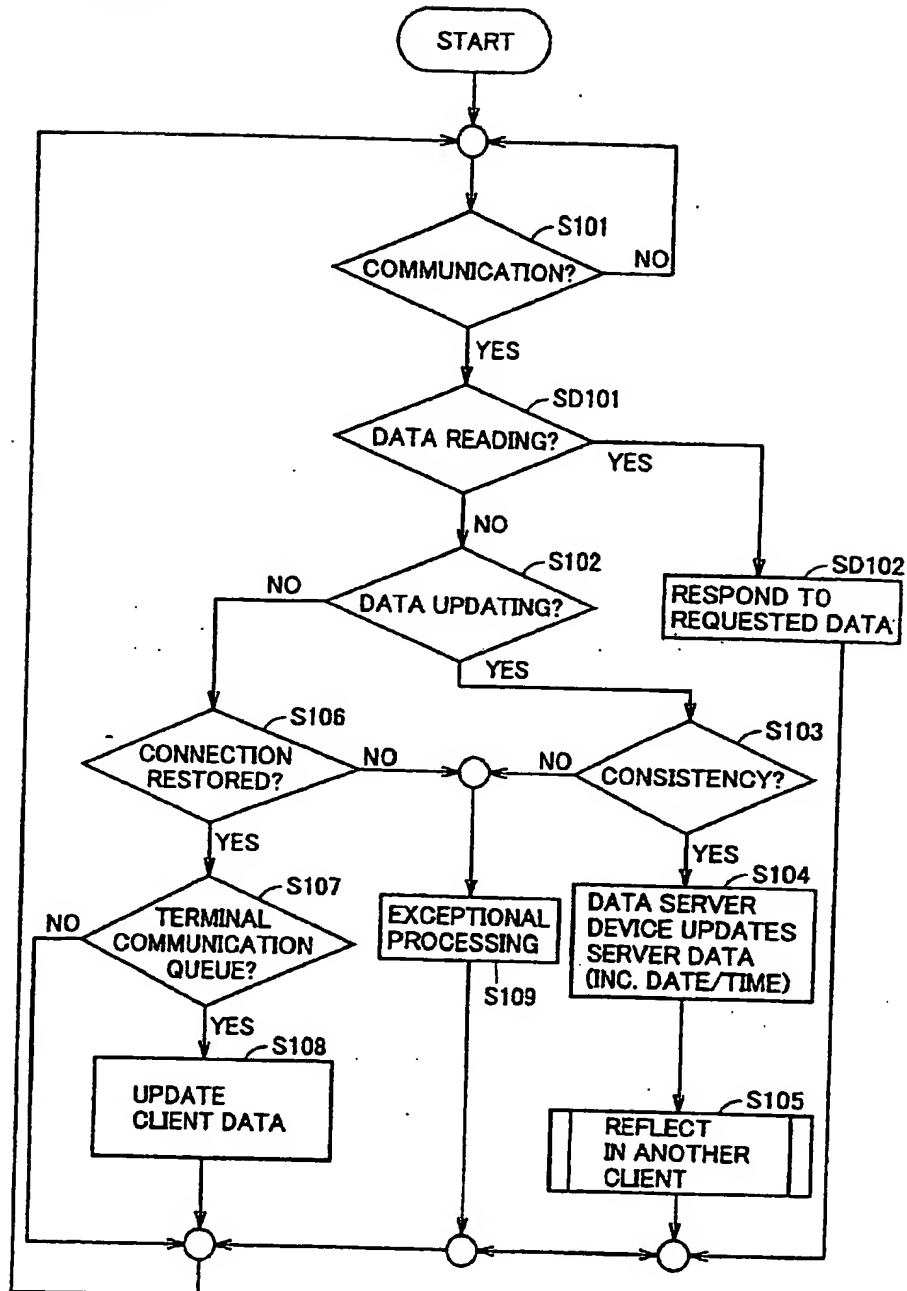 START
S101
COMMUNICATION?
NO
YES
SD101
DATA READING?
YES
NO
S102
SD102
NO
DATA UPDATING?
RESPOND TO
REQUESTED DATA
YES
S106
S103
CONNECTION
RESTORED?
NO
NO
CONSISTENCY?
YES
YES
S107
S104
NO
TERMINAL
COMMUNICATION
QUEUE?
EXCEPTIONAL
PROCESSING
S109
DATA SERVER
DEVICE UPDATES
SERVER DATA
(INC. DATE/TIME)
YES
S108
UPDATE
CLIENT DATA
S105
REFLECT
IN ANOTHER
CLIENT